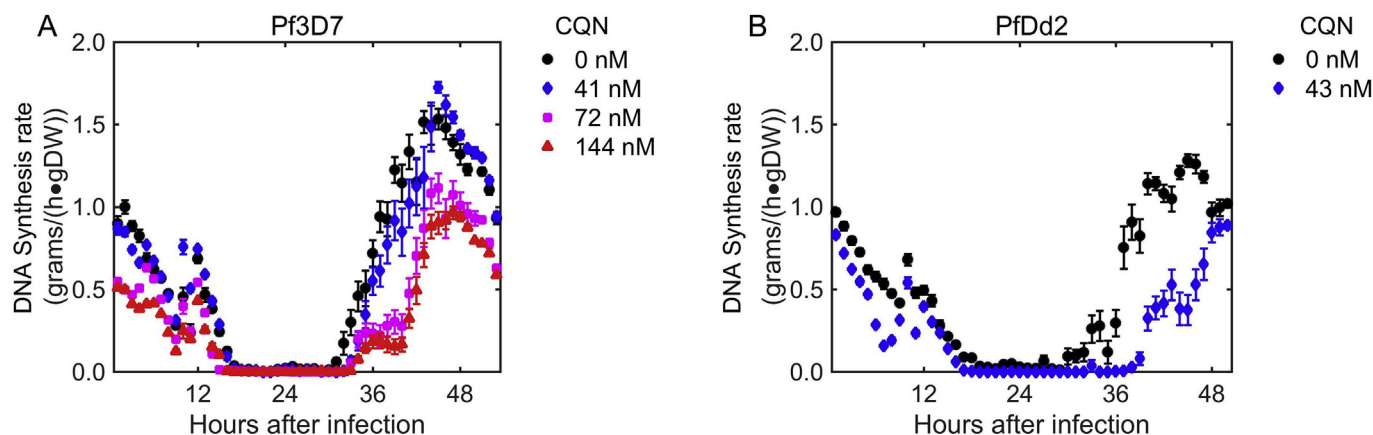 A
Pf3D7
CQN
0 nM
41 nM
72 nM
144 nM
DNA Synthesis rate
(grams/(h●gDW))
2.0
1.5
1.0
0.5
0.0
12
24
36
48
Hours after infection
B
PfDd2
CQN
0 nM
43 nM
DNA Synthesis rate
(grams/(h●gDW))
2.0
1.5
1.0
0.5
0.0
12
24
36
48
Hours after infection